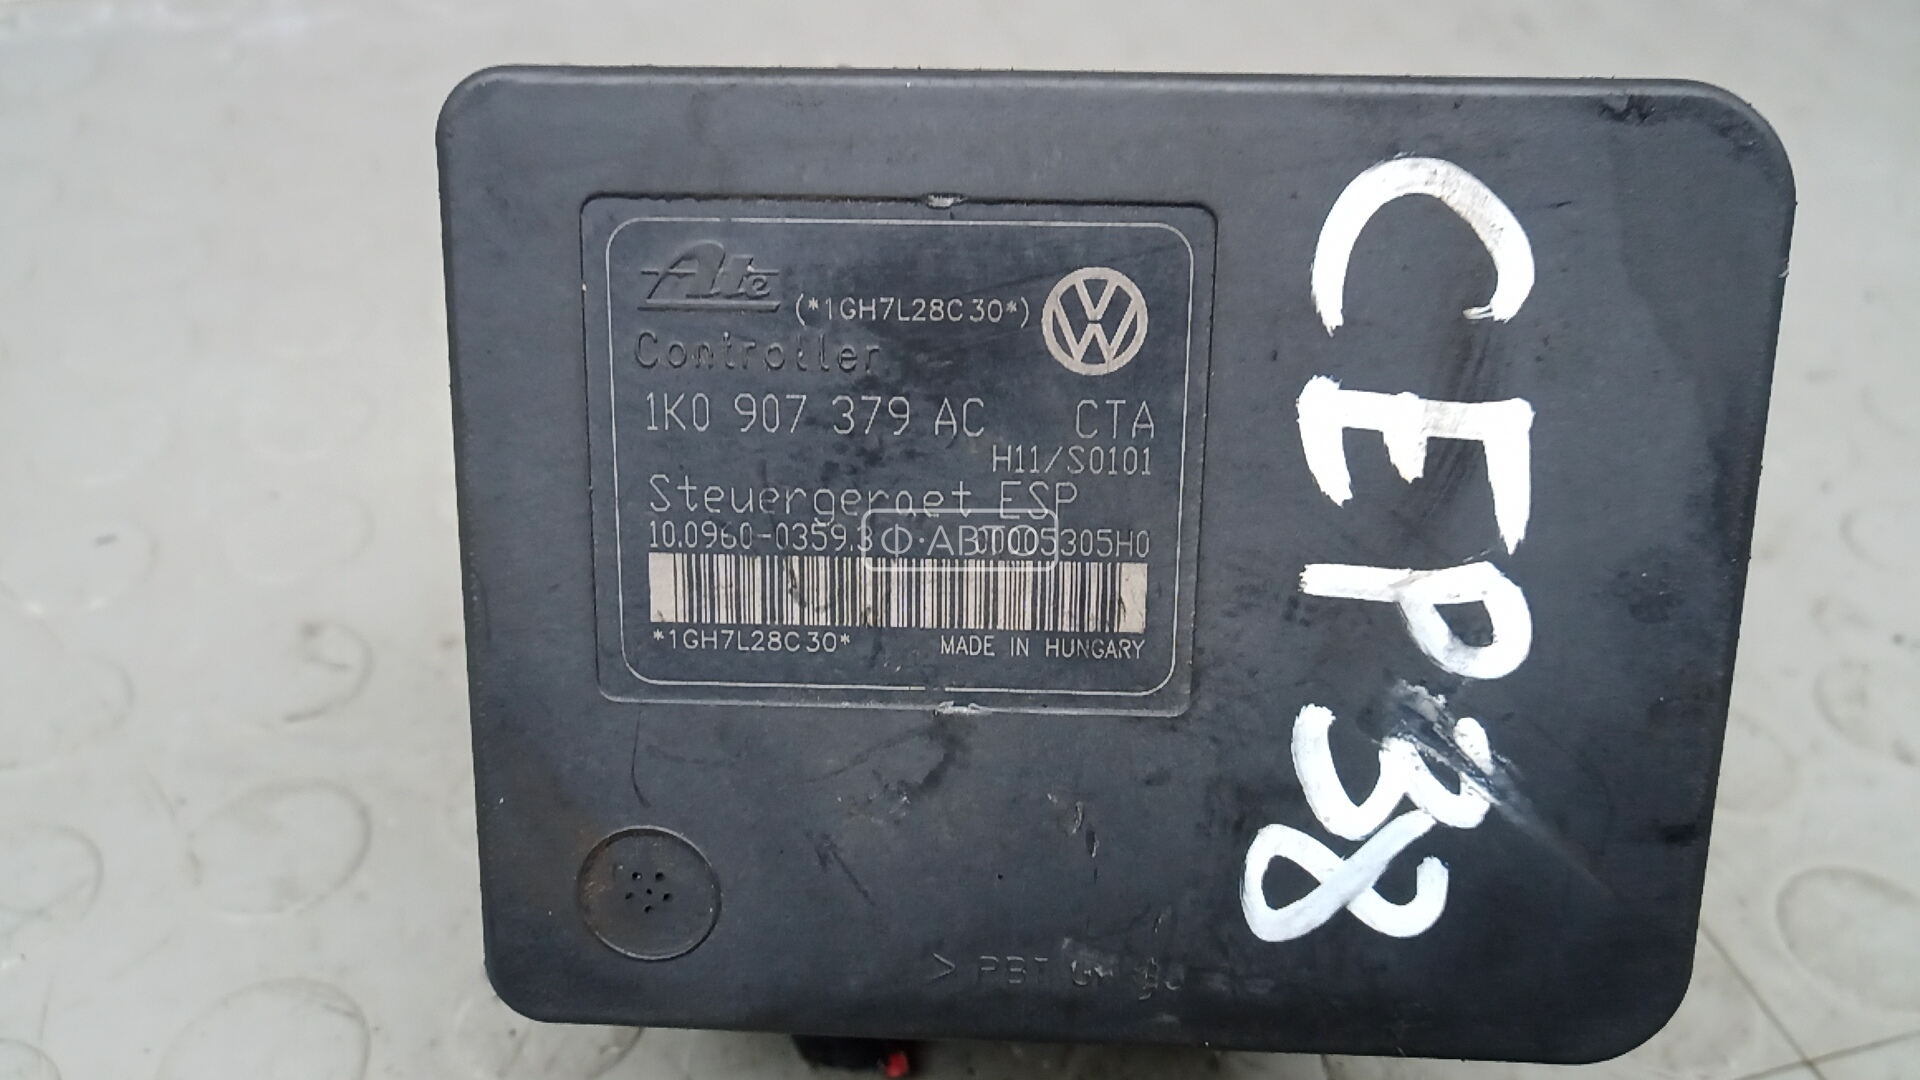 Ate (*1GH7L28C30*)
Controller
1K0 907 379 AC CTA
H11/S0101
Steuergeraet ESP
10.0960-0359.3 00005305H0
Ф·АВТО
*1GH7L28C30* MADE IN HUNGARY
CEP38